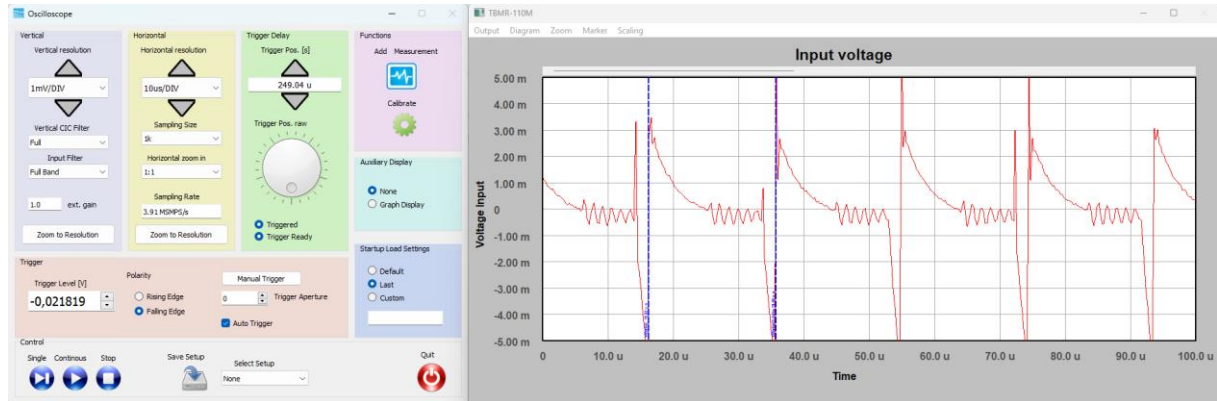 Oscilloscope
Vertical
Vertical resolution
1mV/DIV
Vertical CIC Filter
Full
Input Filter
Full Band
1.0 ext. gain
Zoom to Resolution
Horizontal
Horizontal resolution
10us/DIV
Sampling Size
1k
Horizontal zoom in
1:1
Sampling Rate
3.91 MSMPS/s
Zoom to Resolution
Trigger Delay
Trigger Pos. [s]
249.04 u
Trigger Pos. raw
Triggered
Trigger Ready
Functions
Add Measurement
Calibrate
Auxiliary Display
None
Graph Display
Startup Load Settings
Default
Last
Custom
Trigger
Trigger Level [V]
-0,021819
Polarity
Rising Edge
Falling Edge
Manual Trigger
0 Trigger Aperture
Auto Trigger
Control
Single Continous Stop
Save Setup
Select Setup
None
Quit
TBMR-110M
Output Diagram Zoom Marker Scaling
Input voltage
Voltage Input
5.00 m
4.00 m
3.00 m
2.00 m
1.00 m
0
-1.00 m
-2.00 m
-3.00 m
-4.00 m
-5.00 m
0 10.0 u 20.0 u 30.0 u 40.0 u 50.0 u 60.0 u 70.0 u 80.0 u 90.0 u 100.0 u
Time